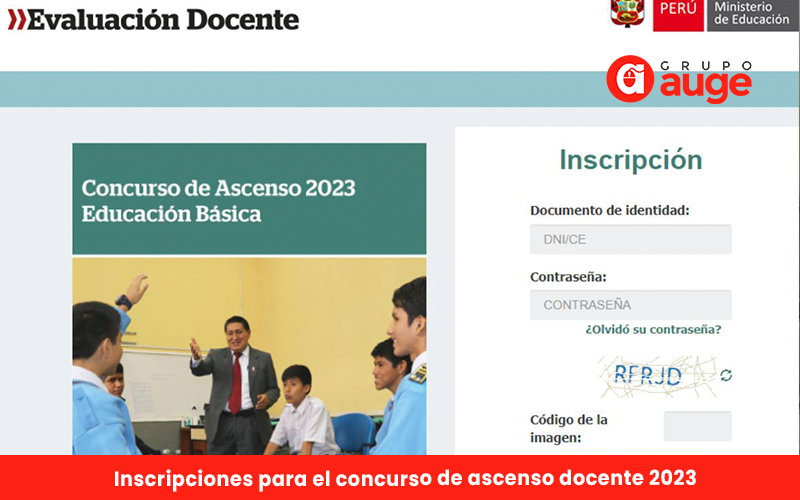 Evaluación Docente
PERÚ
Ministerio
de Educación
GRUPO
auge
Concurso de Ascenso 2023
Educación Básica
Inscripción
Documento de identidad:
DNI/CE
Contraseña:
CONTRASEÑA
¿Olvidó su contraseña?
RFRJD
Código de la
imagen:
Inscripciones para el concurso de ascenso docente 2023